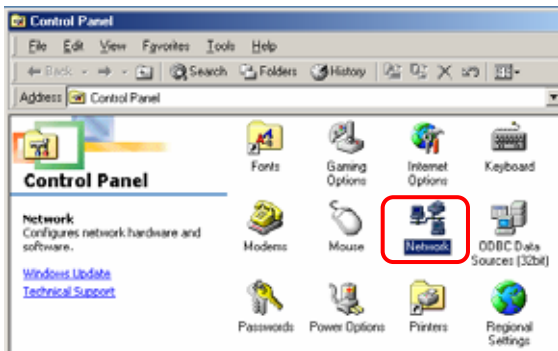 Control Panel
File Edit View Favorites Tools Help
Back Search Folders History
Address Control Panel
Control Panel
Network
Configures network hardware and
software.
Windows Update
Technical Support
Fonts
Gaming
Options
Internet
Options
Keyboard
Modems
Mouse
Network
ODBC Data
Sources (32bit)
Passwords
Power Options
Printers
Regional
Settings